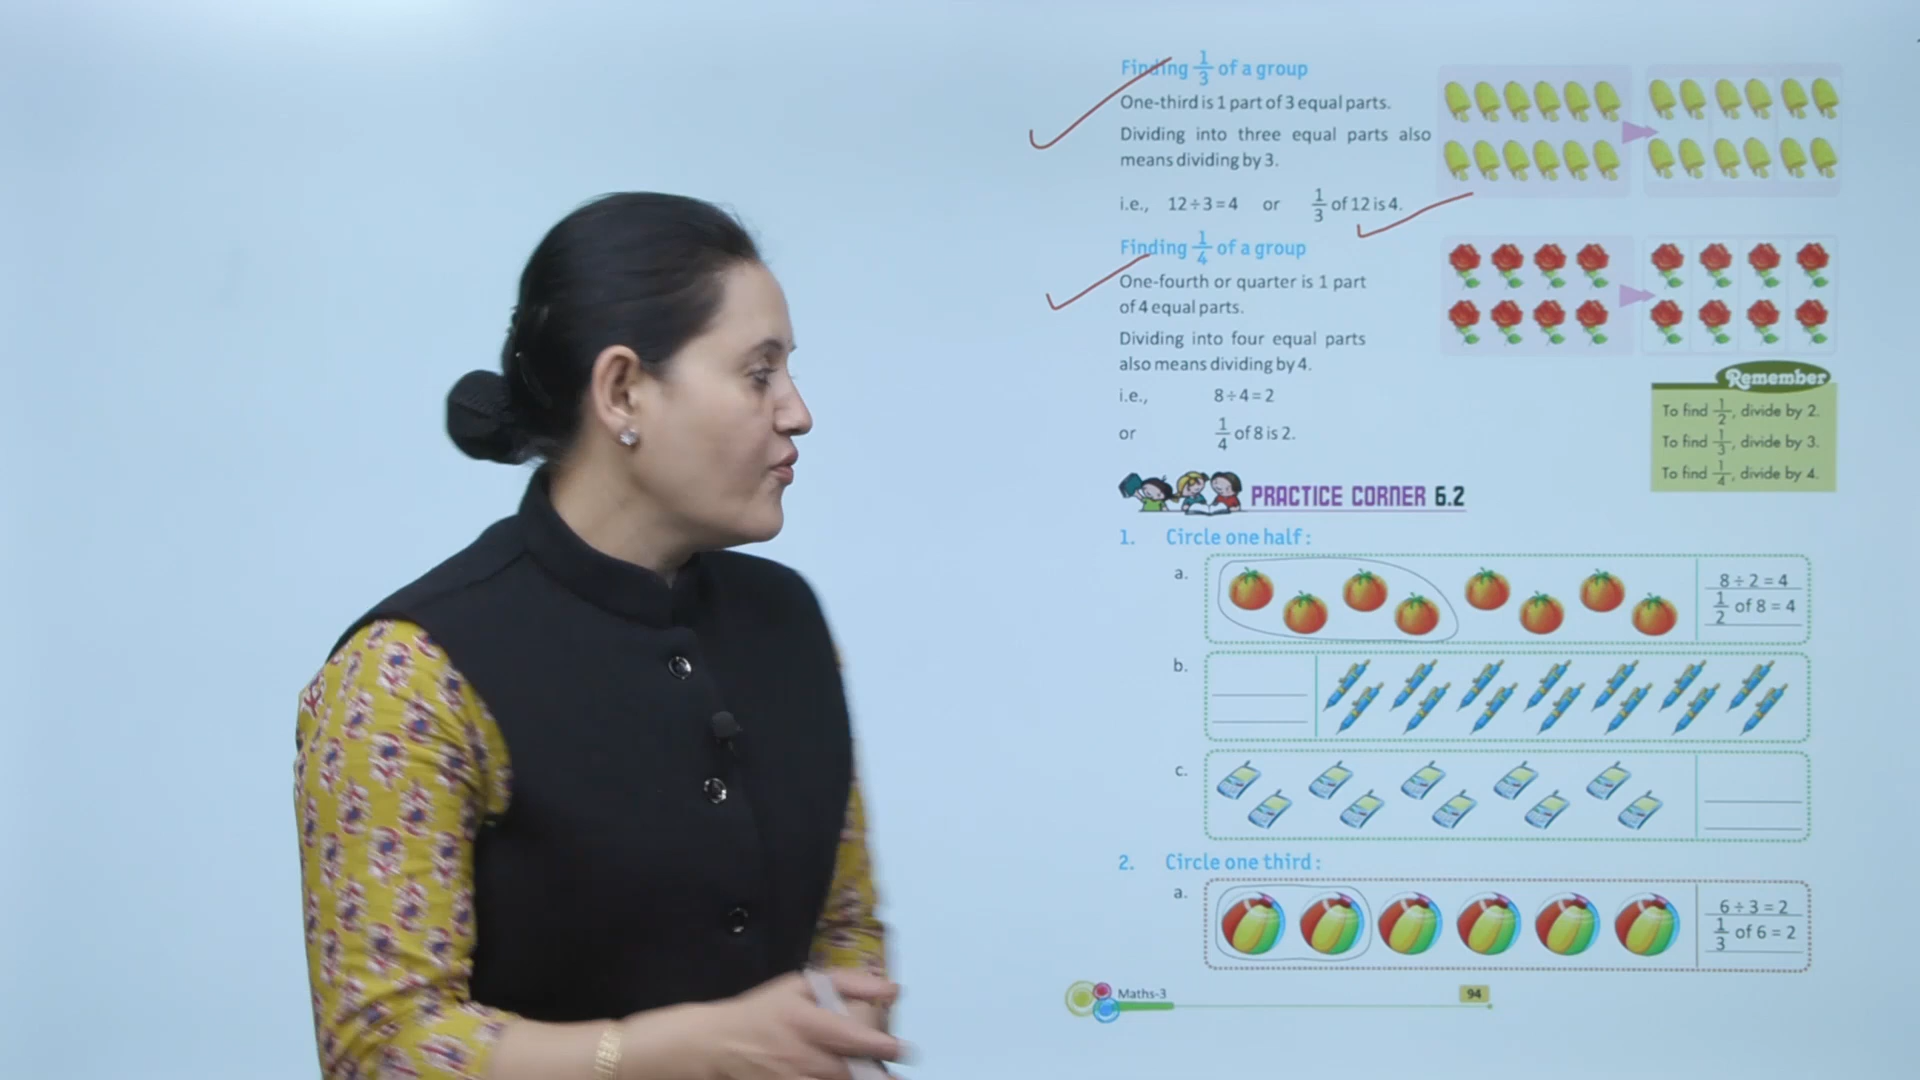 Finding 1/3 of a group
One-third is 1 part of 3 equal parts.
Dividing into three equal parts also
means dividing by 3.
i.e., 12÷3=4 or 1/3 of 12 is 4.
Finding 1/4 of a group
One-fourth or quarter is 1 part
of 4 equal parts.
Dividing into four equal parts
also means dividing by 4.
i.e., 8÷4=2
or 1/4 of 8 is 2.
Remember
To find 1/2, divide by 2.
To find 1/3, divide by 3.
To find 1/4, divide by 4.
PRACTICE CORNER 6.2
1. Circle one half :
a.
8 ÷ 2 = 4
1/2 of 8 = 4
b.
c.
2. Circle one third :
a.
6 ÷ 3 = 2
1/3 of 6 = 2
Maths-3
94